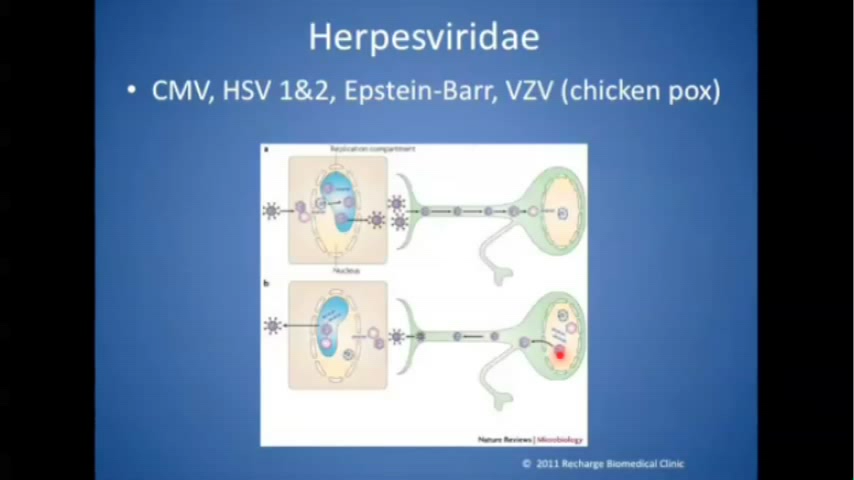 Herpesviridae
• CMV, HSV 1&2, Epstein-Barr, VZV (chicken pox)
a
Replication compartment
Nucleus
b
Nature Reviews | Microbiology
© 2011 Recharge Biomedical Clinic